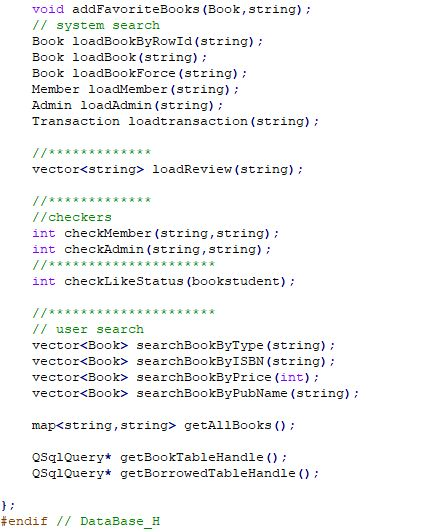 void addFavoriteBooks(Book,string);
// system search
Book loadBookByRowId(string);
Book loadBook(string);
Book loadBookForce(string);
Member loadMember(string);
Admin loadAdmin(string);
Transaction loadtransaction(string);
//*************
vector<string> loadReview(string);
//*************
//checkers
int checkMember(string,string);
int checkAdmin(string,string);
//*********************
int checkLikeStatus(bookstudent);
//*********************
// user search
vector<Book> searchBookByType(string);
vector<Book> searchBookByISBN(string);
vector<Book> searchBookByPrice(int);
vector<Book> searchBookByPubName(string);
map<string,string> getAllBooks();
QSqlQuery* getBookTableHandle();
QSqlQuery* getBorrowedTableHandle();
};
#endif // DataBase_H